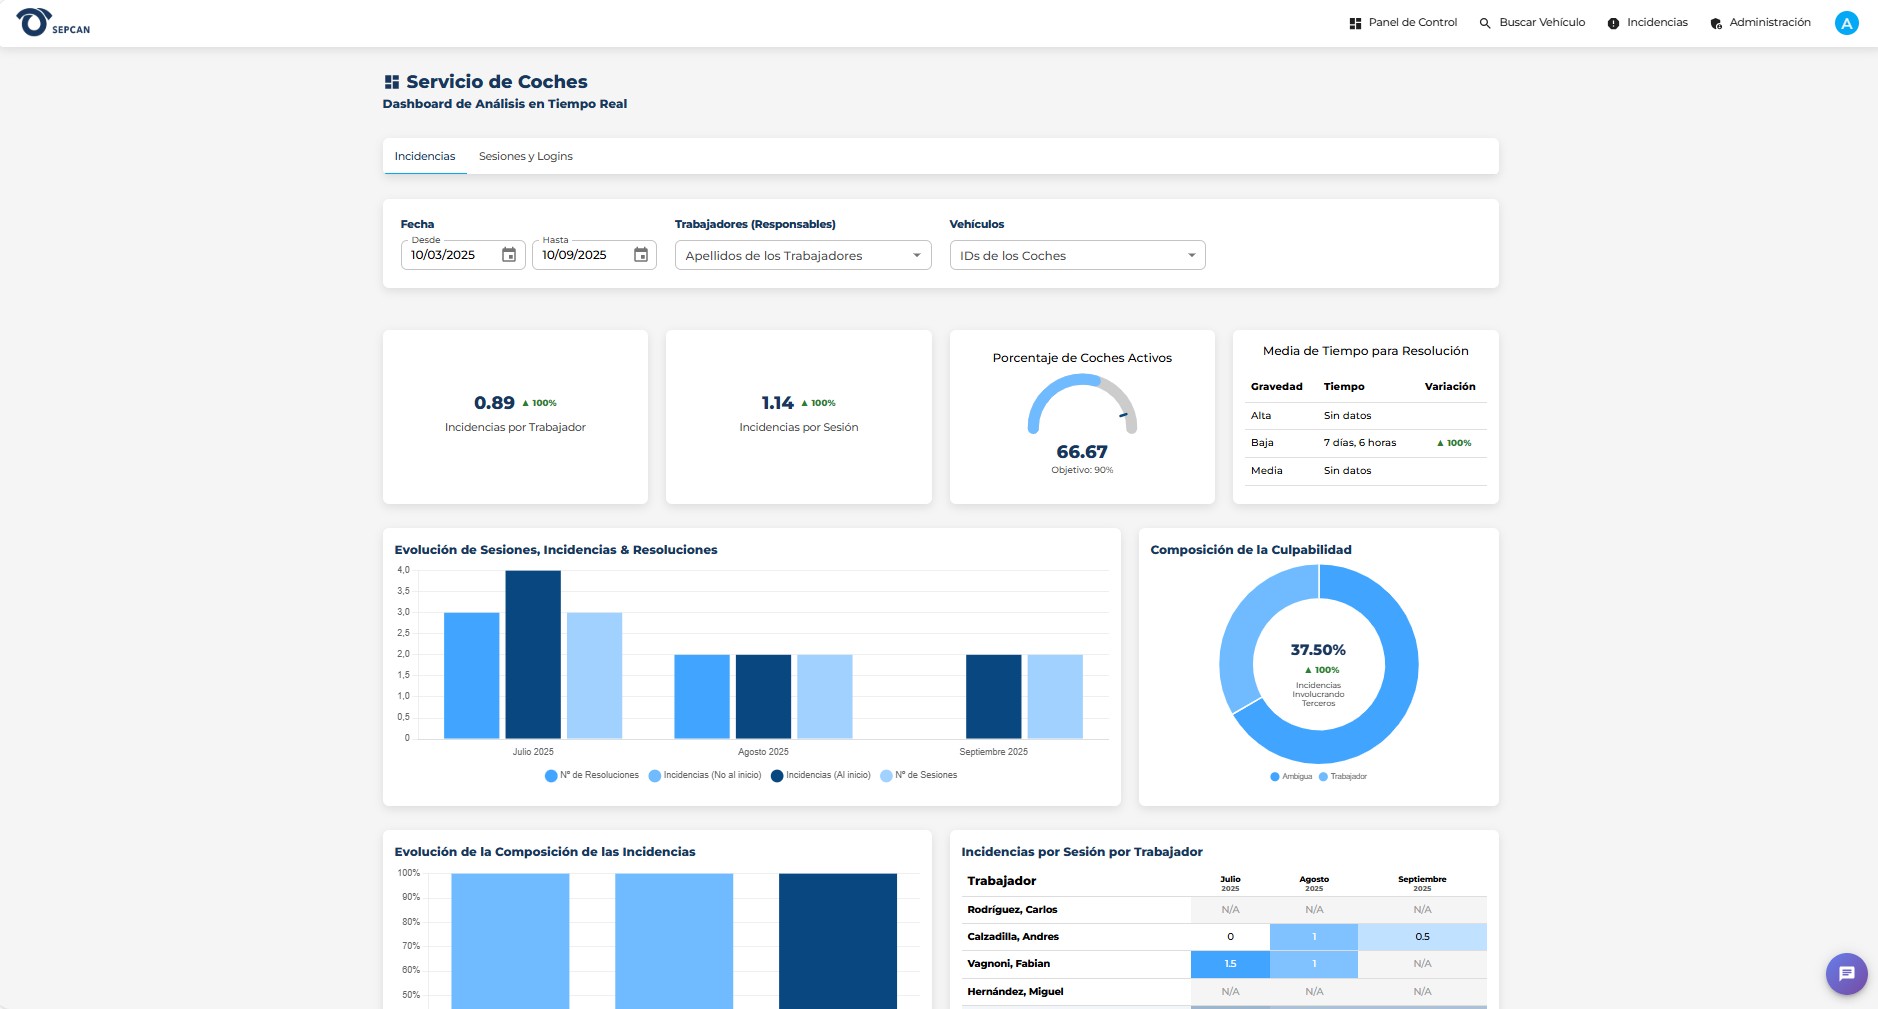 SEPCAN
Panel de Control
Buscar Vehículo
Incidencias
Administración
A
Servicio de Coches
Dashboard de Análisis en Tiempo Real
Incidencias
Sesiones y Logins
Fecha
Trabajadores (Responsables)
Vehículos
Desde
Hasta
10/03/2025
10/09/2025
Apellidos de los Trabajadores
IDs de los Coches
0.89 ▲ 100%
Incidencias por Trabajador
1.14 ▲ 100%
Incidencias por Sesión
Porcentaje de Coches Activos
66.67
Objetivo: 90%
Media de Tiempo para Resolución
Gravedad Tiempo Variación
Alta Sin datos
Baja 7 días, 6 horas ▲ 100%
Media Sin datos
Evolución de Sesiones, Incidencias & Resoluciones
4,0
3,5
3,0
2,5
2,0
1,5
1,0
0,5
0
Julio 2025 Agosto 2025 Septiembre 2025
Nº de Resoluciones Incidencias (No al inicio) Incidencias (Al inicio) Nº de Sesiones
Composición de la Culpabilidad
37.50%
▲ 100%
Incidencias
Involucrando
Terceros
Ambigua Trabajador
Evolución de la Composición de las Incidencias
100%
90%
80%
70%
60%
50%
Incidencias por Sesión por Trabajador
Trabajador Julio 2025 Agosto 2025 Septiembre 2025
Rodríguez, Carlos N/A N/A N/A
Calzadilla, Andres 0 1 0.5
Vagnoni, Fabian 1.5 1 N/A
Hernández, Miguel N/A N/A N/A